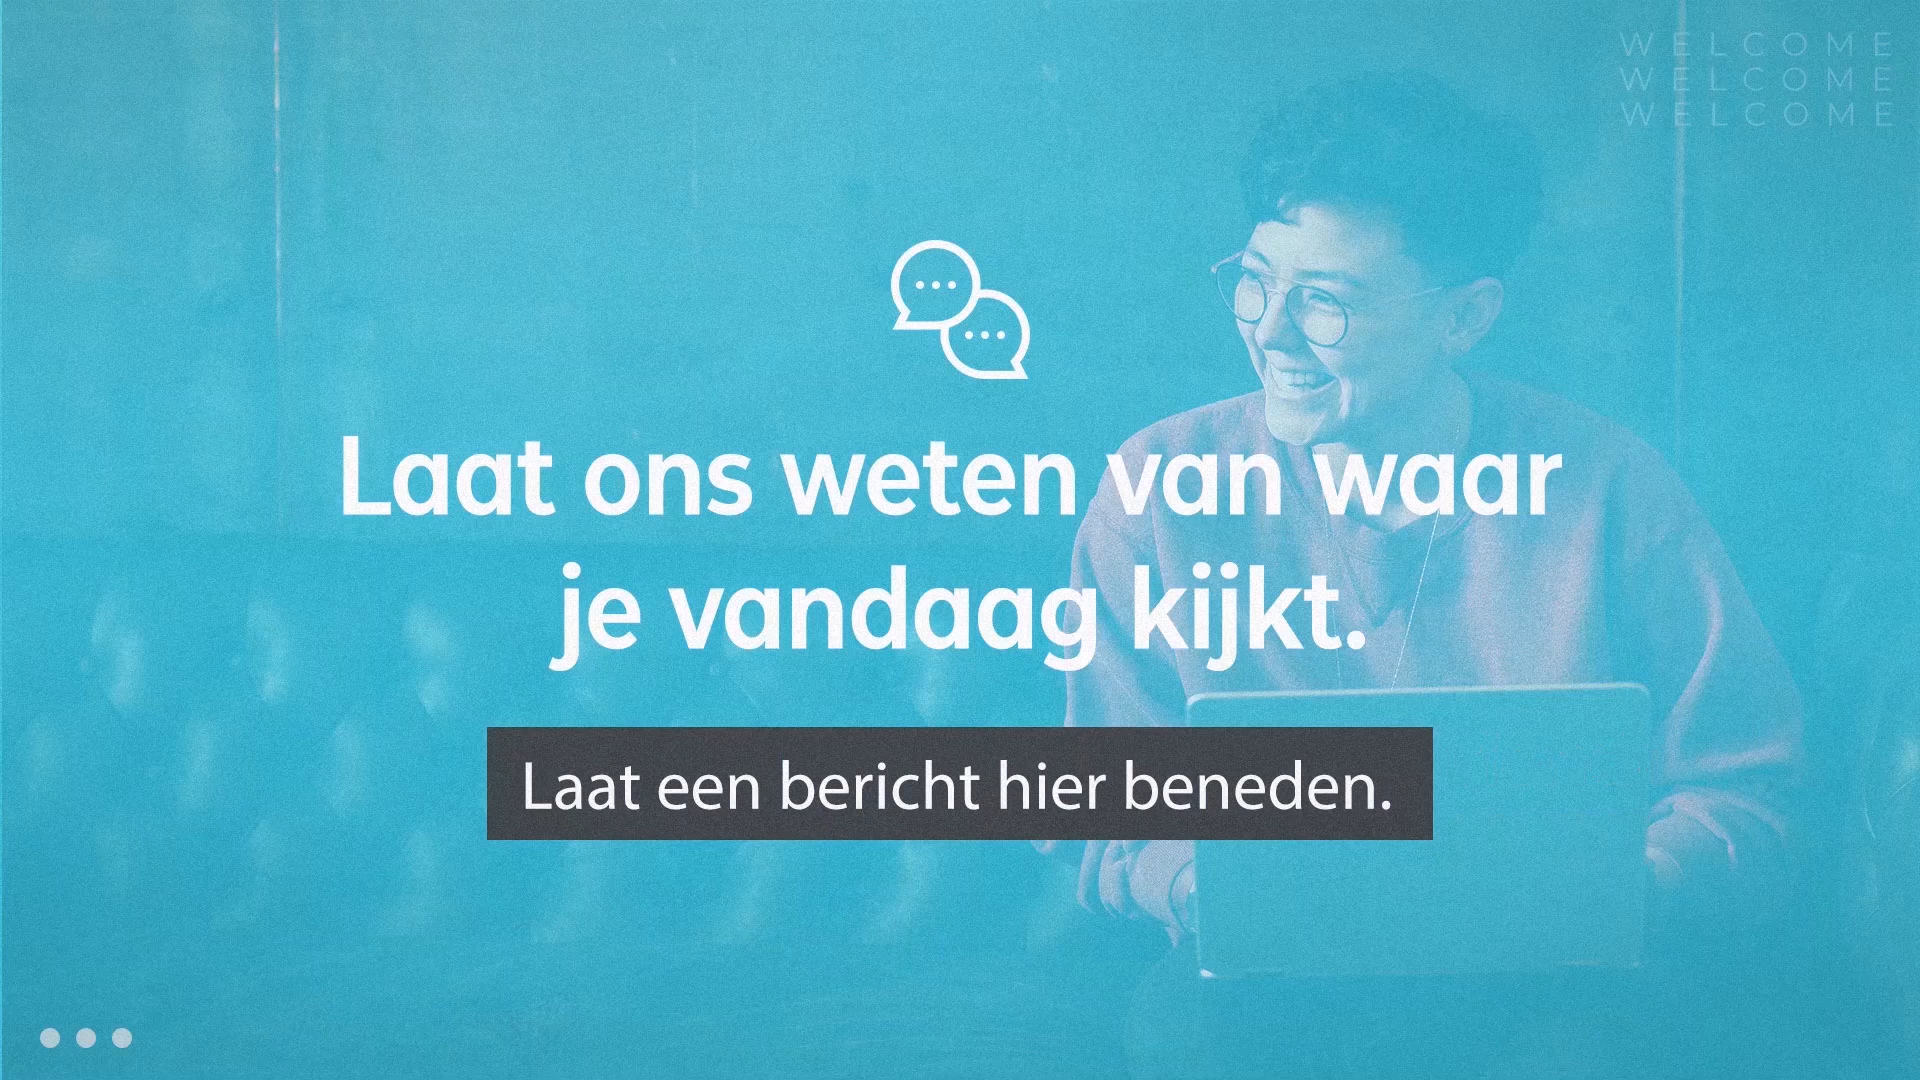 WELCOME
WELCOME
WELCOME
Laat ons weten van waar
je vandaag kijkt.
Laat een bericht hier beneden.